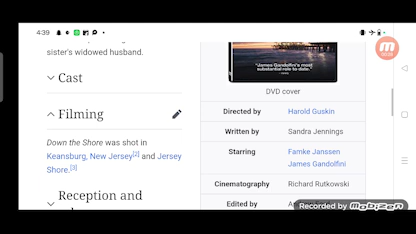 4:39
sister's widowed husband.
Cast
Filming
Down the Shore was shot in
Keansburg, New Jersey[2] and Jersey
Shore.[3]
Reception and
"James Gandolfini's most
substantial role to date."
DVD cover
Directed by Harold Guskin
Written by Sandra Jennings
Starring Famke Janssen
James Gandolfini
Cinematography Richard Rutkowski
Edited by
Recorded by Mobizen